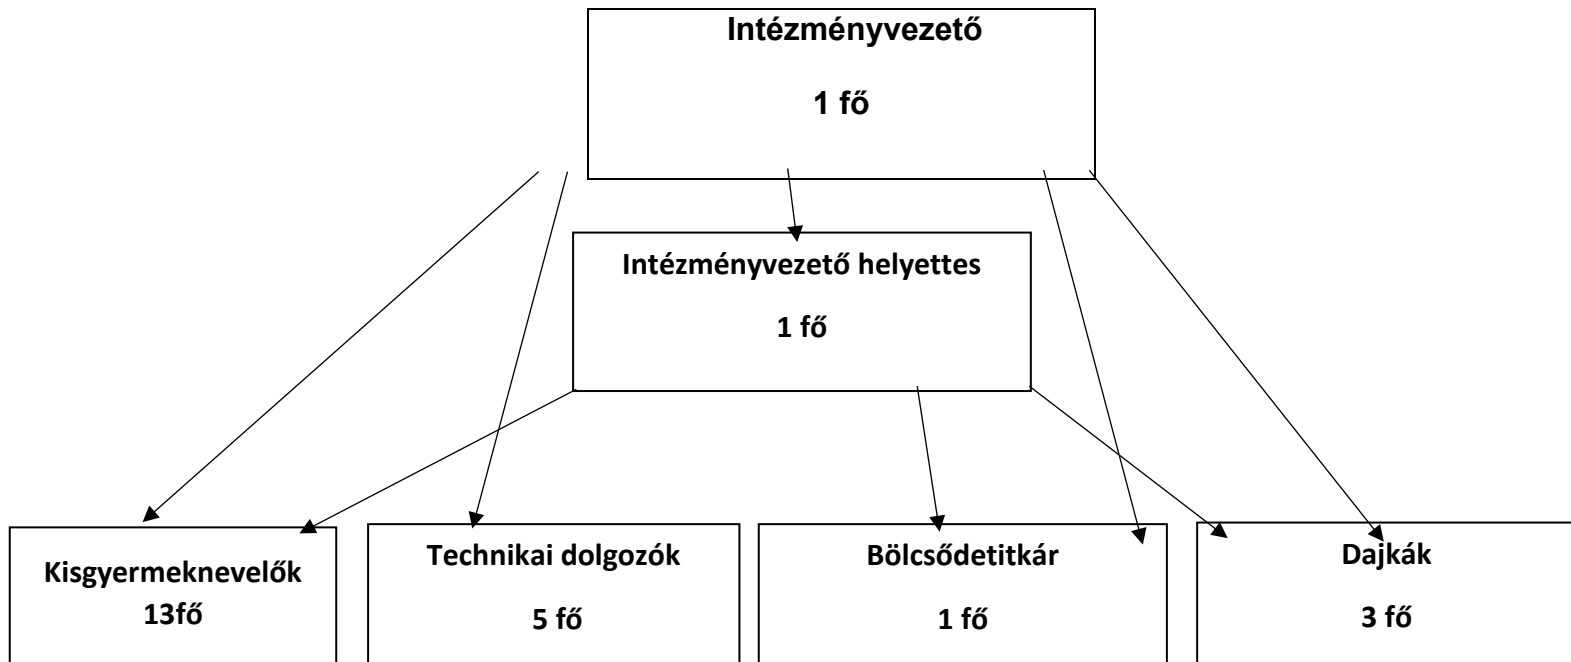 Intézményvezető
1 fő
Intézményvezető helyettes
1 fő
Kisgyermeknevelők
13fő
Technikai dolgozók
5 fő
Bölcsődetitkár
1 fő
Dajkák
3 fő